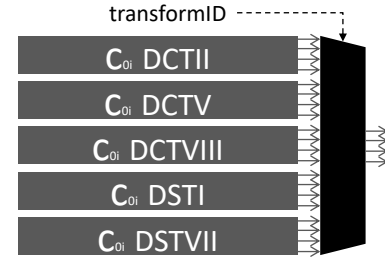 transformID
C0i DCTII
C0i DCTV
C0i DCTVIII
C0i DSTI
C0i DSTVII